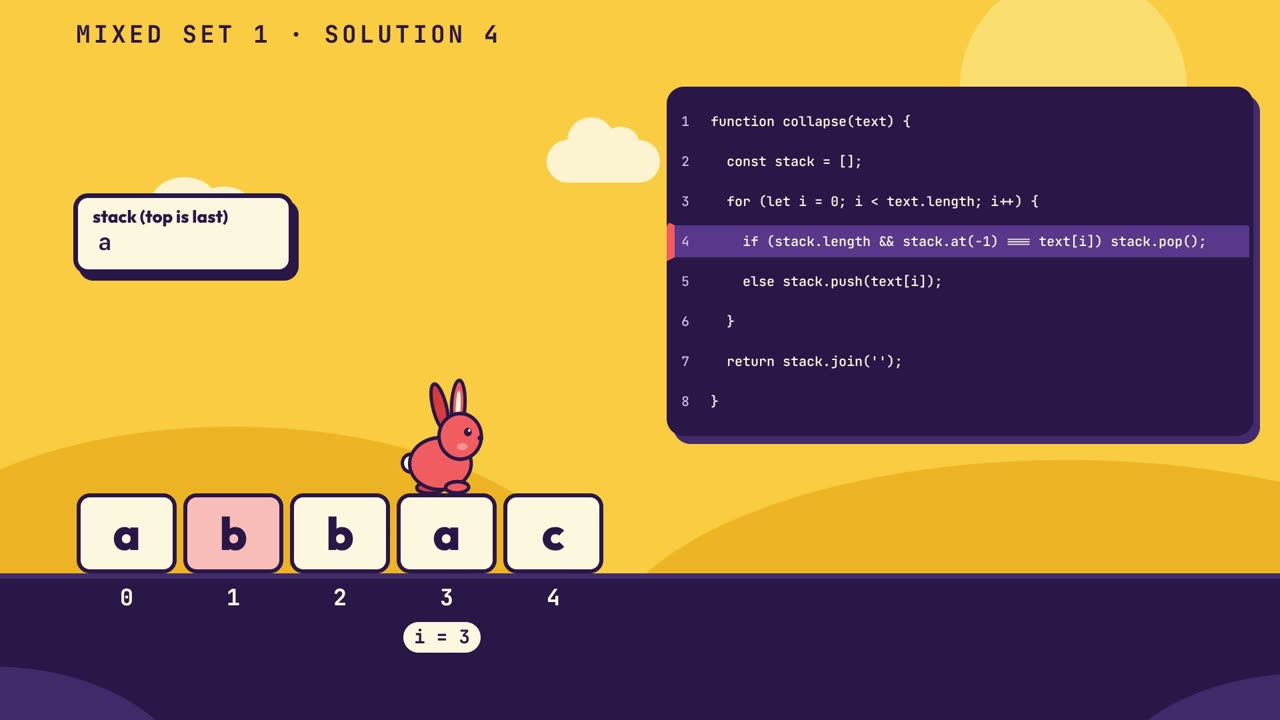 MIXED SET 1 · SOLUTION 4
stack (top is last)
a
1 function collapse(text) {
2 const stack = [];
3 for (let i = 0; i < text.length; i++) {
4 if (stack.length && stack.at(-1) === text[i]) stack.pop();
5 else stack.push(text[i]);
6 }
7 return stack.join('');
8 }
a b b a c
0 1 2 3 4
i = 3